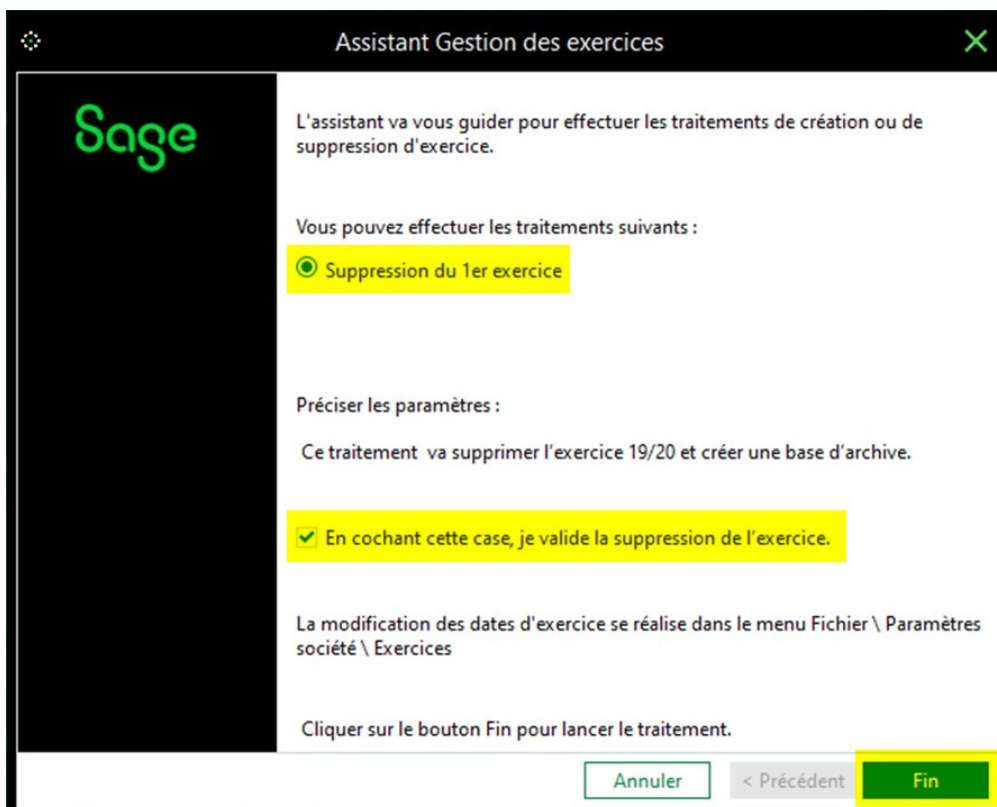 Assistant Gestion des exercices
Sage
L'assistant va vous guider pour effectuer les traitements de création ou de
suppression d'exercice.
Vous pouvez effectuer les traitements suivants :
Suppression du 1er exercice
Préciser les paramètres :
Ce traitement va supprimer l'exercice 19/20 et créer une base d'archive.
En cochant cette case, je valide la suppression de l'exercice.
La modification des dates d'exercice se réalise dans le menu Fichier \ Paramètres
société \ Exercices
Cliquer sur le bouton Fin pour lancer le traitement.
Annuler
< Précédent
Fin